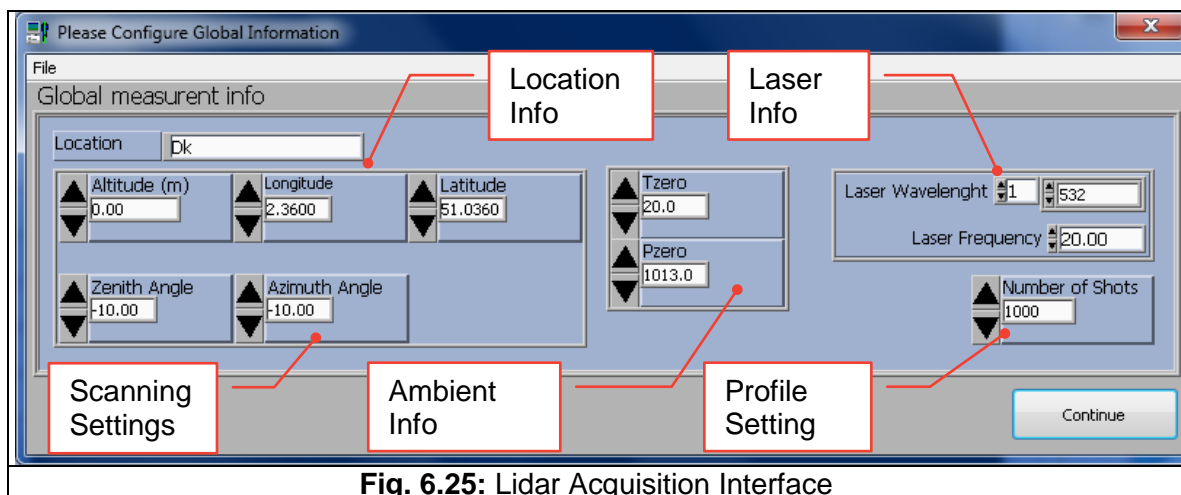 Please Configure Global Information
X
File
Global measurent info
Location Info
Laser Info
Location Dk
Altitude (m) 0.00
Longitude 2.3600
Latitude 51.0360
Tzero 20.0
Pzero 1013.0
Laser Wavelenght 1 532
Laser Frequency 20.00
Zenith Angle -10.00
Azimuth Angle -10.00
Number of Shots 1000
Scanning Settings
Ambient Info
Profile Setting
Continue
Fig. 6.25: Lidar Acquisition Interface